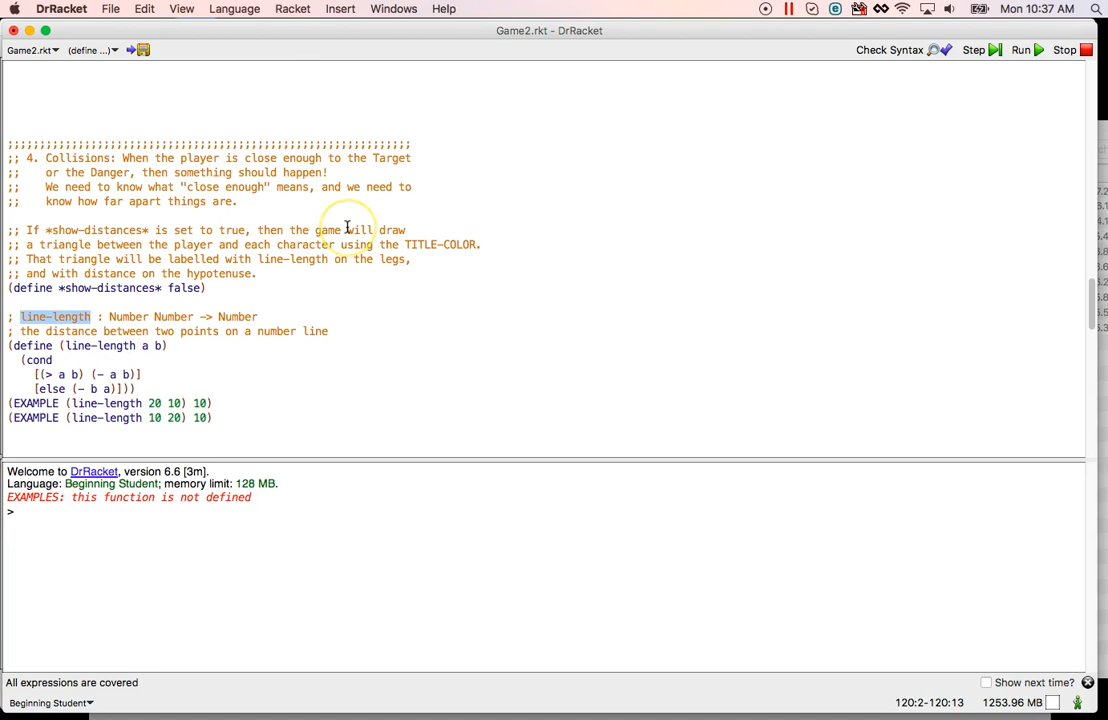 DrRacket File Edit View Language Racket Insert Windows Help Mon 10:37 AM
Game2.rkt - DrRacket
Game2.rkt▾ (define ...)▾ Check Syntax Step Run Stop
;;;;;;;;;;;;;;;;;;;;;;;;;;;;;;;;;;;;;;;;;;;;;;;;;;;;;;;;;;;;;;
;; 4. Collisions: When the player is close enough to the Target
;; or the Danger, then something should happen!
;; We need to know what "close enough" means, and we need to
;; know how far apart things are.
;; If *show-distances* is set to true, then the game will draw
;; a triangle between the player and each character using the TITLE-COLOR.
;; That triangle will be labelled with line-length on the legs,
;; and with distance on the hypotenuse.
(define *show-distances* false)
; line-length : Number Number -> Number
; the distance between two points on a number line
(define (line-length a b)
(cond
[(> a b) (- a b)]
[else (- b a)]))
(EXAMPLE (line-length 20 10) 10)
(EXAMPLE (line-length 10 20) 10)
Welcome to DrRacket, version 6.6 [3m].
Language: Beginning Student; memory limit: 128 MB.
EXAMPLES: this function is not defined
>
All expressions are covered Show next time?
Beginning Student▾ 120:2-120:13 1253.96 MB